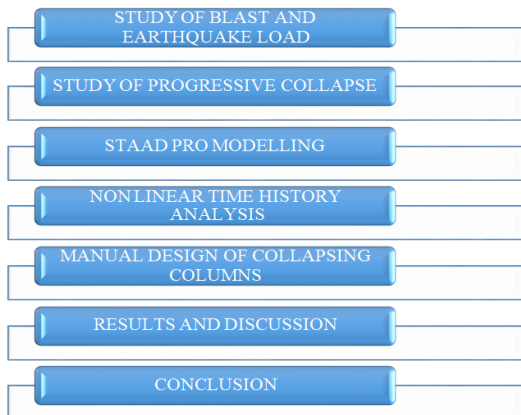 STUDY OF BLAST AND
EARTHQUAKE LOAD
STUDY OF PROGRESSIVE COLLAPSE
STAAD PRO MODELLING
NON LINEAR TIME HISTORY
ANALYSIS
MANUAL DESIGN OF COLLAPSING
COLUMNS
RESULTS AND DISCUSSION
CONCLUSION